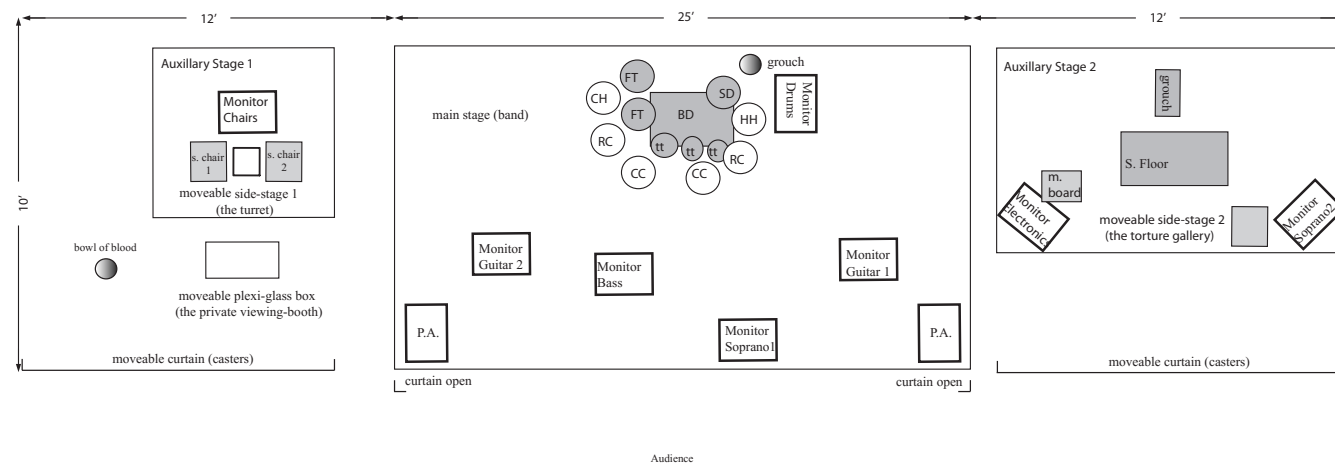 12’
25’
12’
10’
Auxillary Stage 1
Monitor
Chairs
s. chair
1
s. chair
2
moveable side-stage 1
(the turret)
bowl of blood
moveable plexi-glass box
(the private viewing-booth)
moveable curtain (casters)
main stage (band)
grouch
FT
CH
FT
BD
SD
HH
RC
tt
tt
tt
RC
CC
CC
Monitor
Drums
Monitor
Guitar 2
Monitor
Bass
Monitor
Guitar 1
P.A.
Monitor
Soprano1
P.A.
curtain open
curtain open
Auxillary Stage 2
grouch
S. Floor
m.
board
Monitor
Electronics
moveable side-stage 2
(the torture gallery)
Monitor
Soprano2
moveable curtain (casters)
Audience